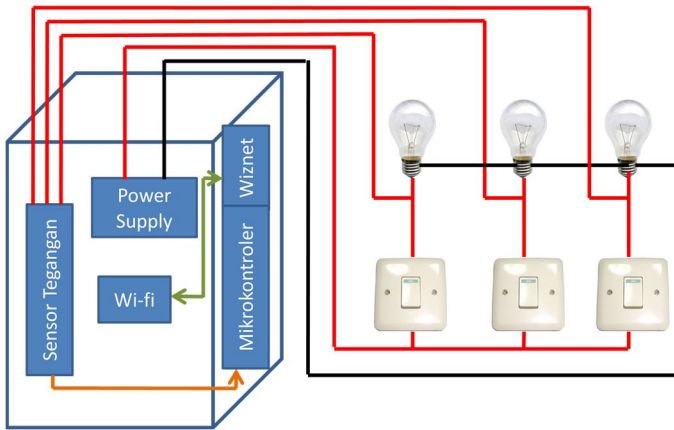 Wiznet
Power
Supply
Sensor Tegangan
Wi-fi
Mikrokontroler